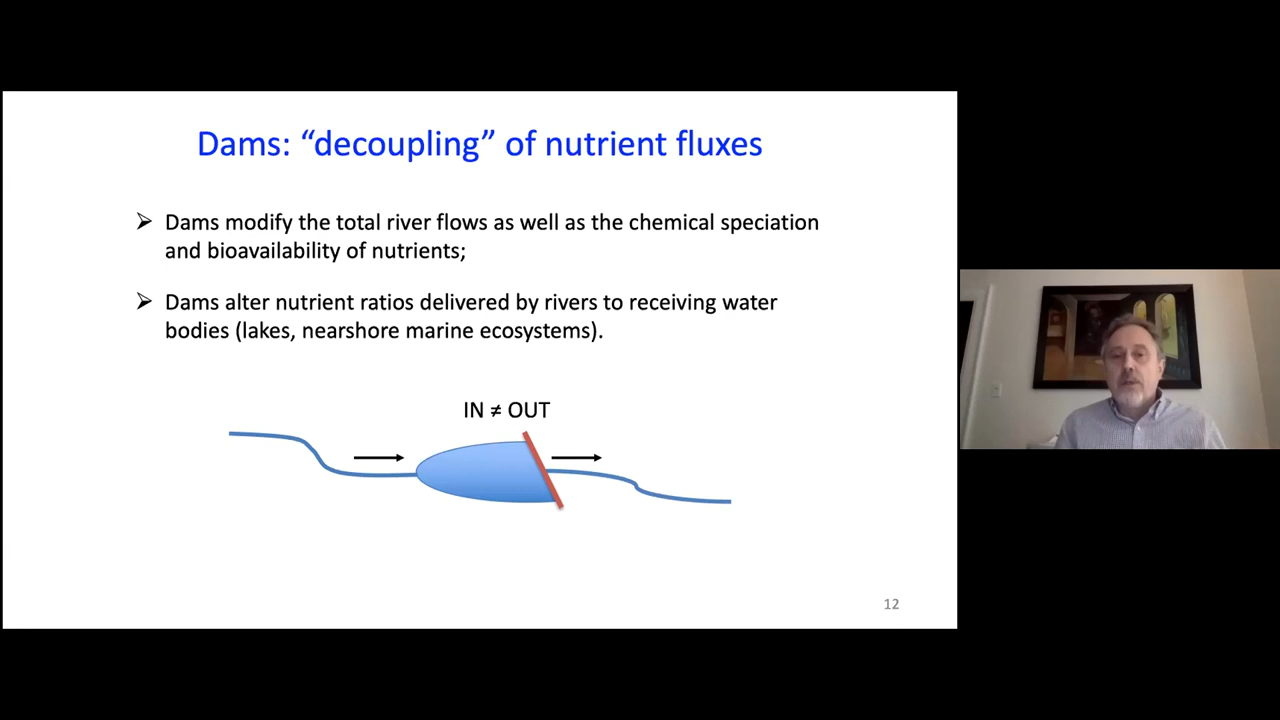 Dams: “decoupling” of nutrient fluxes
➢ Dams modify the total river flows as well as the chemical speciation
and bioavailability of nutrients;
➢ Dams alter nutrient ratios delivered by rivers to receiving water
bodies (lakes, nearshore marine ecosystems).
IN ≠ OUT
12